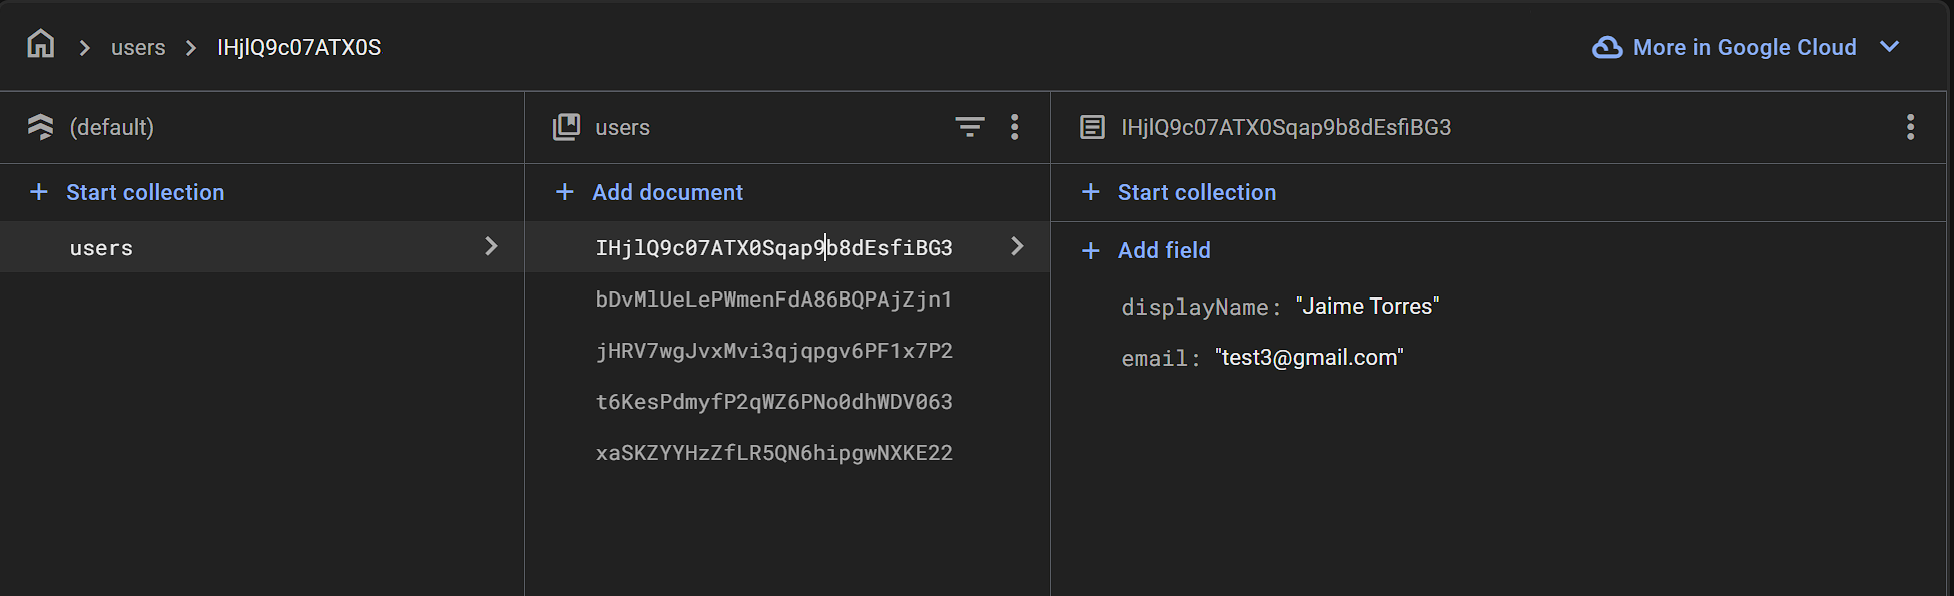 users IHjlQ9c07ATX0S
More in Google Cloud
(default)
users
IHjlQ9c07ATX0Sqap9b8dEsfiBG3
+ Start collection
+ Add document
+ Start collection
users
IHjlQ9c07ATX0Sqap9b8dEsfiBG3
bDvMlUeLePWmenFdA86BQPAjZjn1
jHRV7wgJvxMvi3qjqpgv6PF1x7P2
t6KesPdmyfP2qWZ6PNo0dhWDV063
xaSKZYYHzZfLR5QN6hipgwNXKE22
+ Add field
displayName: "Jaime Torres"
email: "test3@gmail.com"